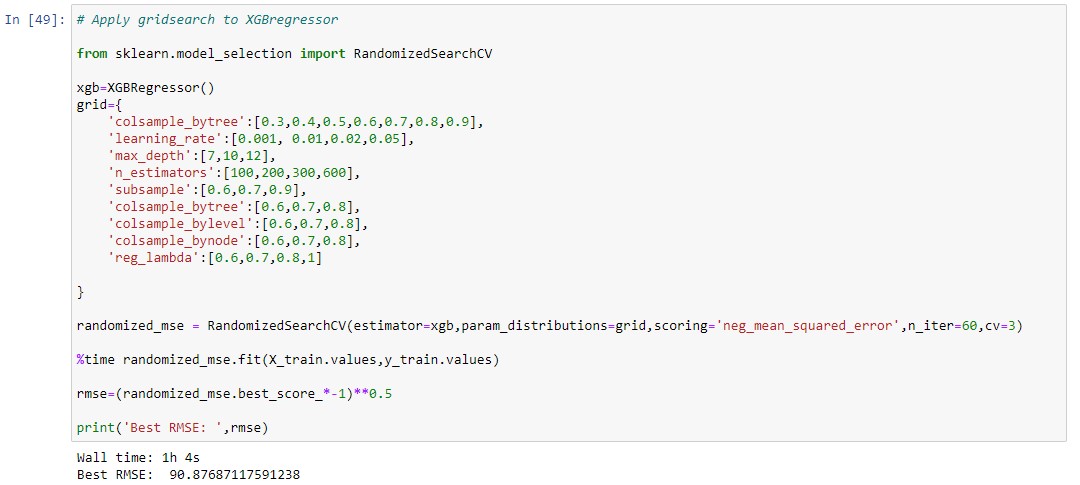 In [49]: # Apply gridsearch to XGBregressor
from sklearn.model_selection import RandomizedSearchCV
xgb=XGBRegressor()
grid={
'colsample_bytree':[0.3,0.4,0.5,0.6,0.7,0.8,0.9],
'learning_rate':[0.001, 0.01,0.02,0.05],
'max_depth':[7,10,12],
'n_estimators':[100,200,300,600],
'subsample':[0.6,0.7,0.9],
'colsample_bytree':[0.6,0.7,0.8],
'colsample_bylevel':[0.6,0.7,0.8],
'colsample_bynode':[0.6,0.7,0.8],
'reg_lambda':[0.6,0.7,0.8,1]
}
randomized_mse = RandomizedSearchCV(estimator=xgb,param_distributions=grid,scoring='neg_mean_squared_error',n_iter=60,cv=3)
%time randomized_mse.fit(X_train.values,y_train.values)
rmse=(randomized_mse.best_score_*-1)**0.5
print('Best RMSE: ',rmse)
Wall time: 1h 4s
Best RMSE:  90.87687117591238